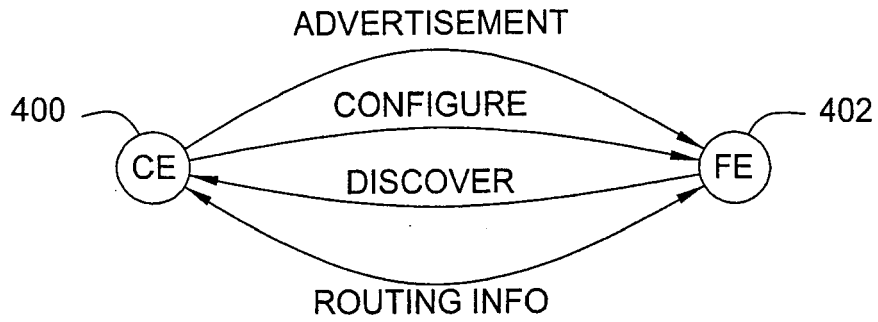 ADVERTISEMENT
400
CONFIGURE
402
CE
FE
DISCOVER
ROUTING INFO